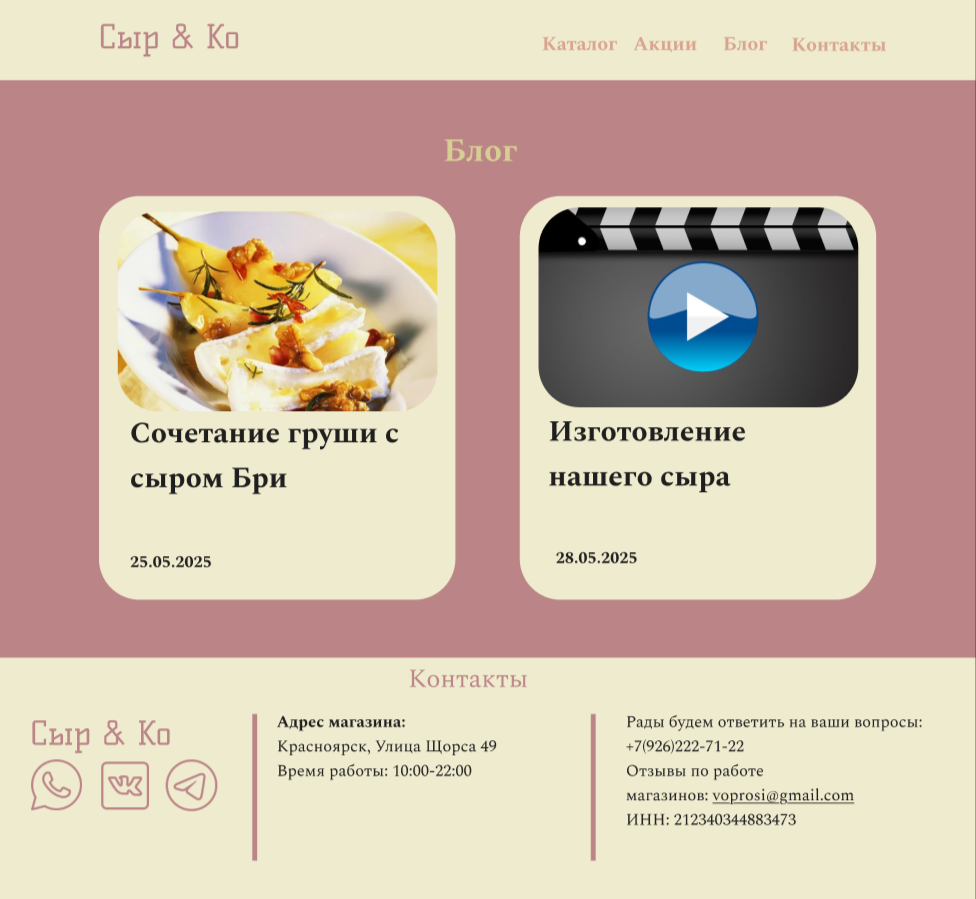 Сыр & Ко
Каталог Акции Блог Контакты
Блог
Сочетание груши с
сыром Бри
25.05.2025
Изготовление
нашего сыра
28.05.2025
Контакты
Сыр & Ко
Адрес магазина:
Красноярск, Улица Щорса 49
Время работы: 10:00-22:00
Рады будем ответить на ваши вопросы:
+7(926)222-71-22
Отзывы по работе
магазинов: voprosi@gmail.com
ИНН: 212340344883473